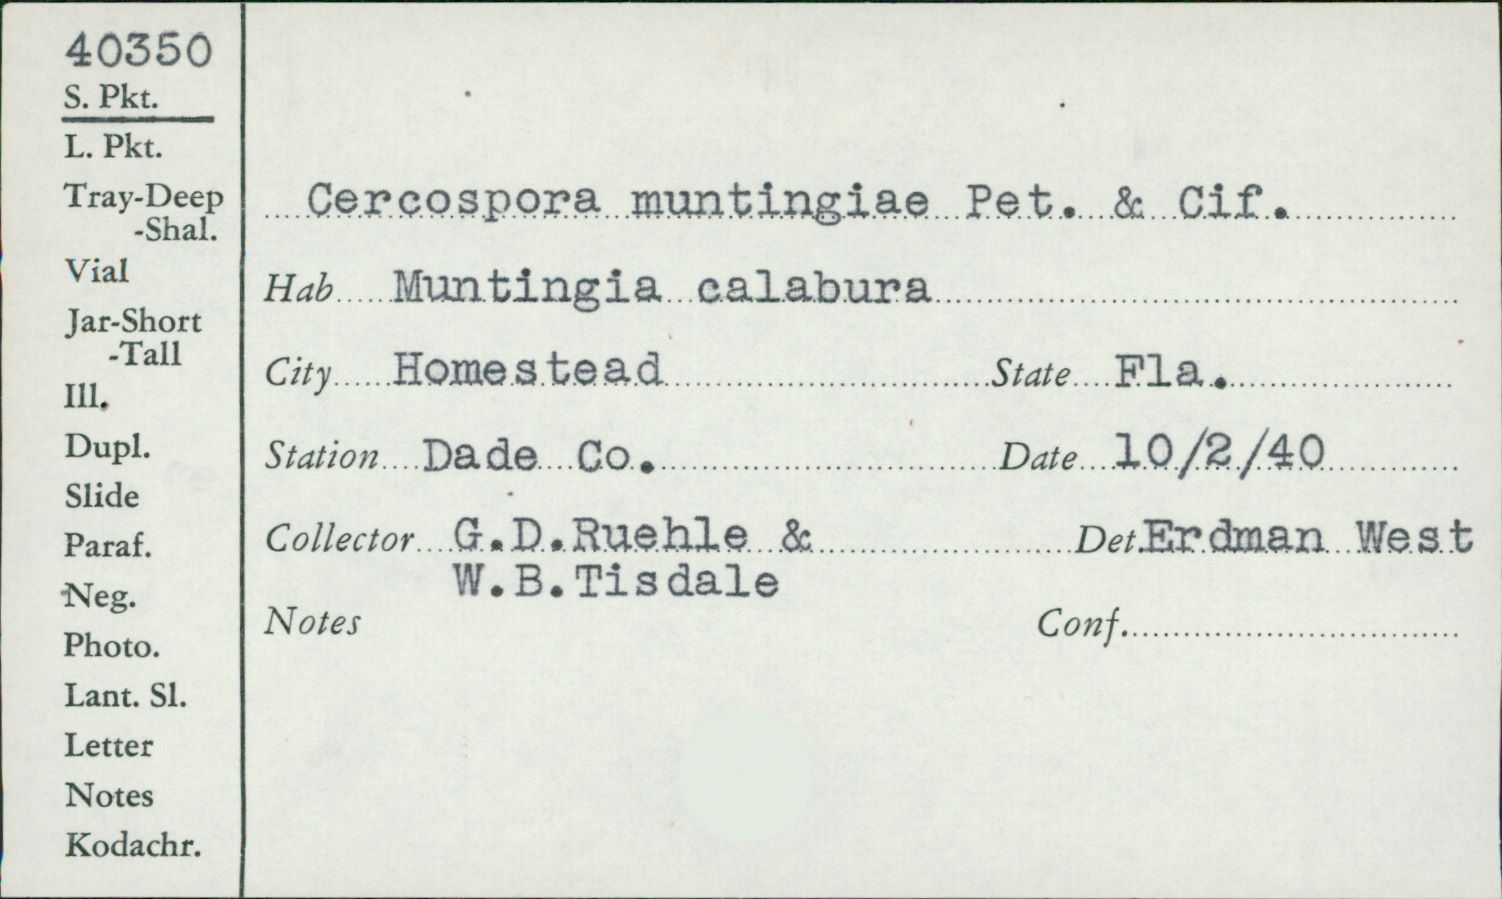 40350
S. Pkt.
L. Pkt.
Tray-Deep
-Shal.
Vial
Jar-Short
-Tall
Ill.
Dupl.
Slide
Paraf.
Neg.
Photo.
Lant. Sl.
Letter
Notes
Kodachr.
Cercospora muntingiae Pet. & Cif.
Hab Muntingia calabura
City Homestead State Fla.
Station Dade Co. Date 10/2/40
Collector G.D.Ruehle & Det. Erdman West
W.B.Tisdale
Notes Conf.